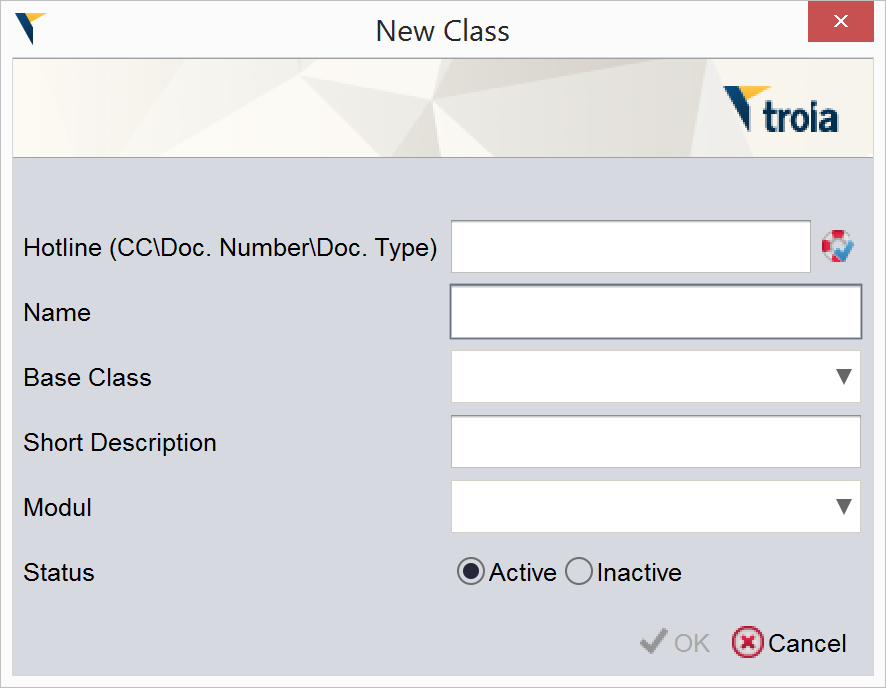 New Class
troia
Hotline (CC\Doc. Number\Doc. Type)
Name
Base Class
Short Description
Modul
Status Active Inactive
OK Cancel